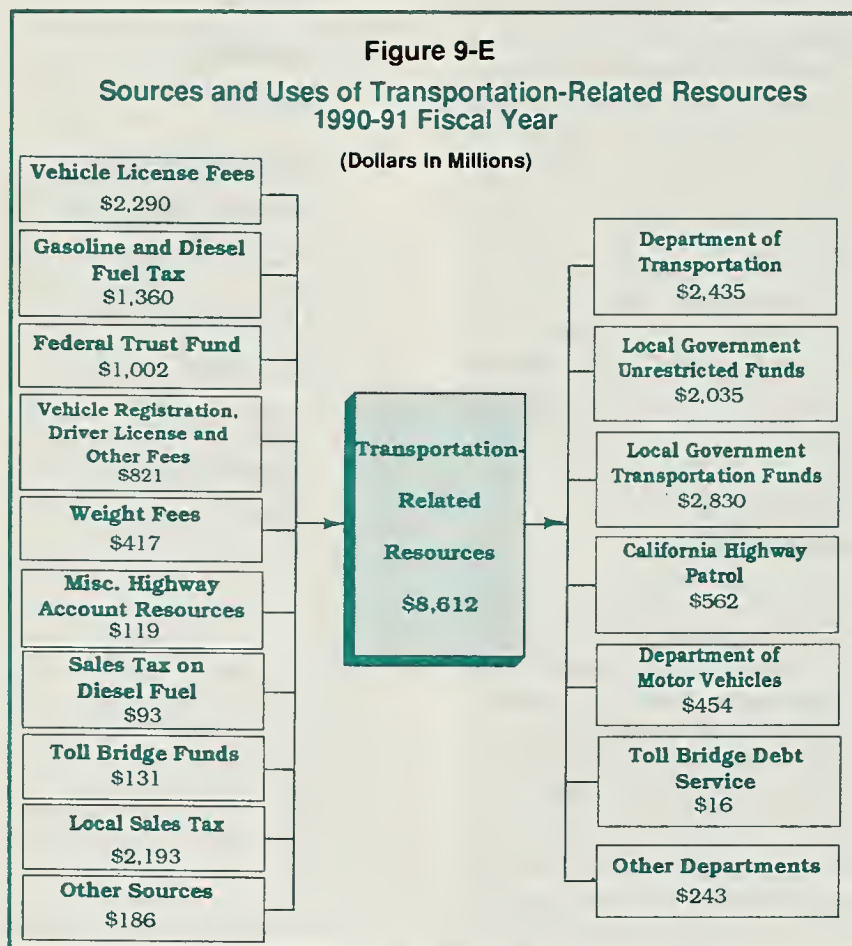 Figure 9-E
Sources and Uses of Transportation-Related Resources
1990-91 Fiscal Year
(Dollars in Millions)
Vehicle License Fees
$2,290
Gasoline and Diesel
Fuel Tax
$1,360
Federal Trust Fund
$1,002
Vehicle Registration,
Driver License and
Other Fees
$821
Weight Fees
$417
Misc. Highway
Account Resources
$119
Sales Tax on
Diesel Fuel
$93
Toll Bridge Funds
$131
Local Sales Tax
$2,193
Other Sources
$186
Transportation-
Related
Resources
$8,612
Department of
Transportation
$2,435
Local Government
Unrestricted Funds
$2,035
Local Government
Transportation Funds
$2,830
California Highway
Patrol
$562
Department of
Motor Vehicles
$454
Toll Bridge Debt
Service
$16
Other Departments
$243